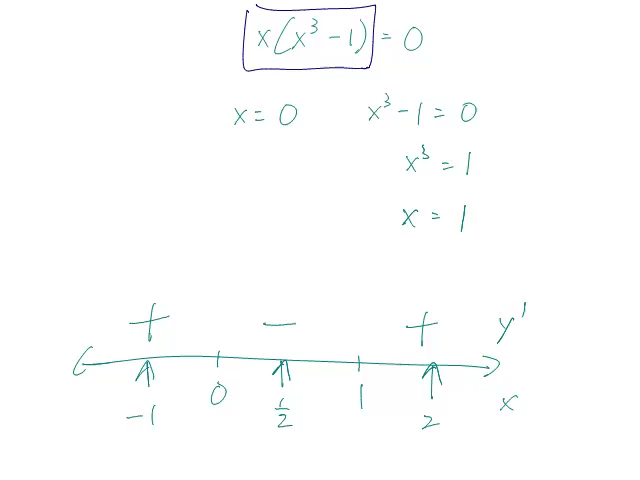 x(x³ - 1) = 0
x = 0 x³ - 1 = 0
x³ = 1
x = 1
+ - + y'
-1 0 1/2 1 2 x